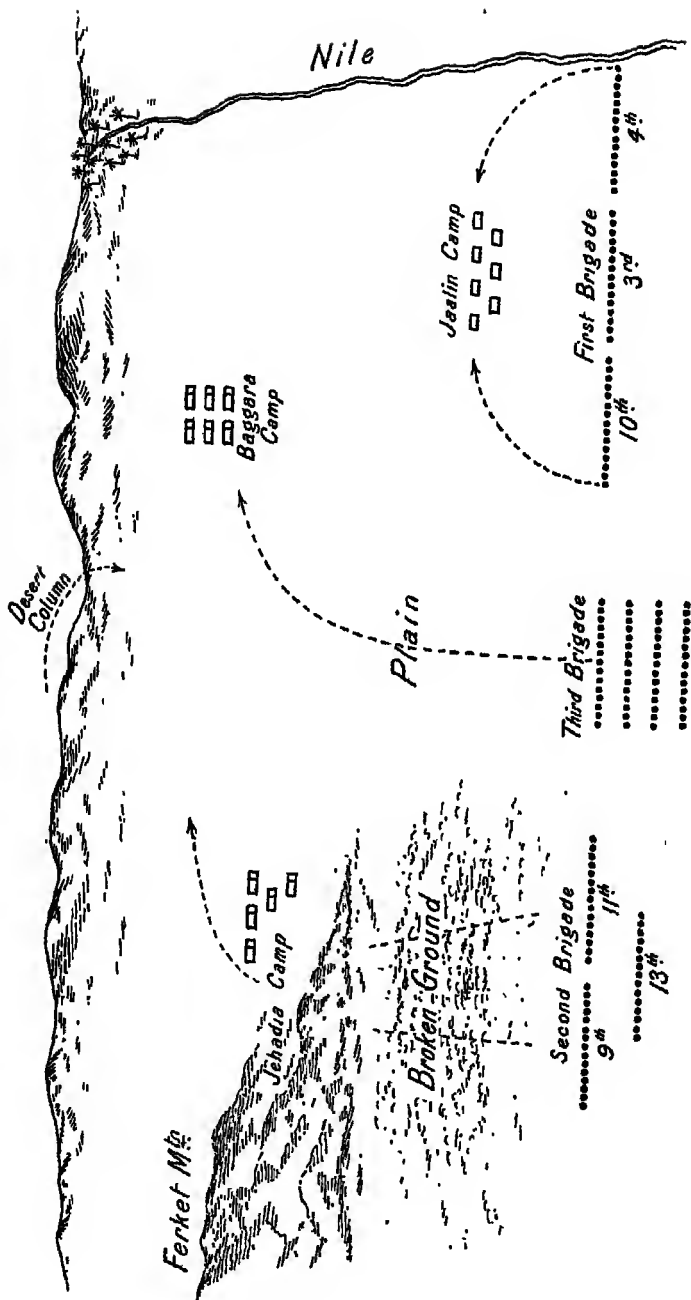 Nile
Desert
Column
Baggara
Camp
Jaalin Camp
First Brigade
4th
3rd
10th
Plain
Third Brigade
Jehadia Camp
Ferket Mtn
Broken Ground
Second Brigade
9th
11th
13th